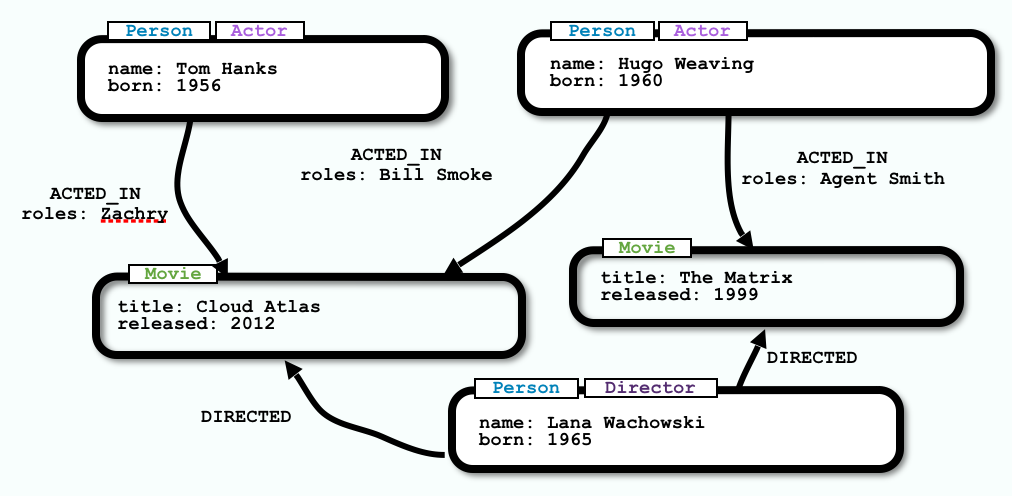 Person Actor
name: Tom Hanks
born: 1956
Person Actor
name: Hugo Weaving
born: 1960
ACTED_IN
roles: Zachry
ACTED_IN
roles: Bill Smoke
ACTED_IN
roles: Agent Smith
Movie
title: Cloud Atlas
released: 2012
Movie
title: The Matrix
released: 1999
DIRECTED
DIRECTED
Person Director
name: Lana Wachowski
born: 1965